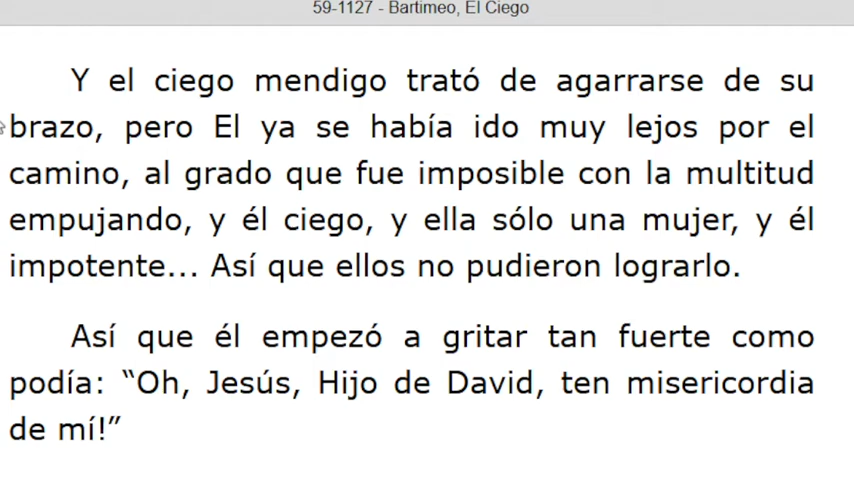 59-1127 - Bartimeo, El Ciego
Y el ciego mendigo trató de agarrarse de su
brazo, pero El ya se había ido muy lejos por el
camino, al grado que fue imposible con la multitud
empujando, y él ciego, y ella sólo una mujer, y él
impotente... Así que ellos no pudieron lograrlo.
Así que él empezó a gritar tan fuerte como
podía: “Oh, Jesús, Hijo de David, ten misericordia
de mí!”